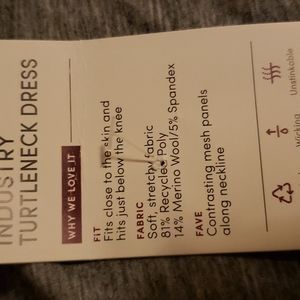 INDUSTRY
TURTLENECK DRESS
WHY WE LOVE IT
FIT
Fits close to the skin and
hits just below the knee
FABRIC
Soft, stretchy fabric
81% Recycled Poly
14% Merino Wool/5% Spandex
FAVE
Contrasting mesh panels
along neckline
Unstinkable
Wicking